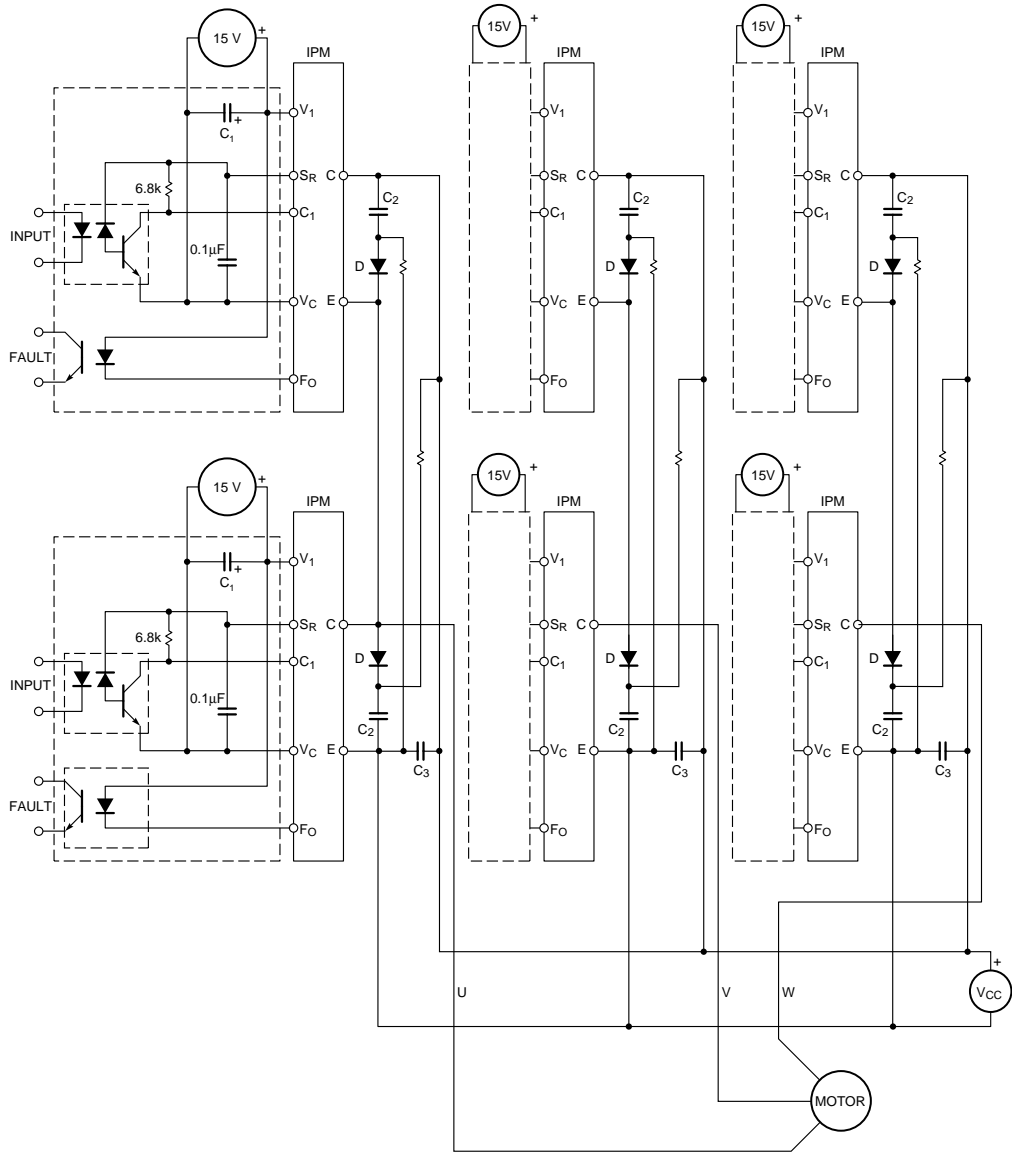 15 V +
15V +
15V +
IPM
IPM
IPM
V1
V1
V1
C1 +
SR C
SR C
SR C
6.8k
C2
C2
C2
C1
C1
C1
INPUT
0.1µF
D
D
D
VC E
VC E
VC E
FAULT
FO
FO
FO
15 V +
15V +
15V +
IPM
IPM
IPM
V1
V1
V1
C1 +
SR C
SR C
SR C
6.8k
D
D
D
C1
C1
C1
INPUT
0.1µF
C2
C2
C2
VC E
VC E
VC E
C3
C3
C3
FAULT
FO
FO
FO
+
U
V
W
VCC
MOTOR